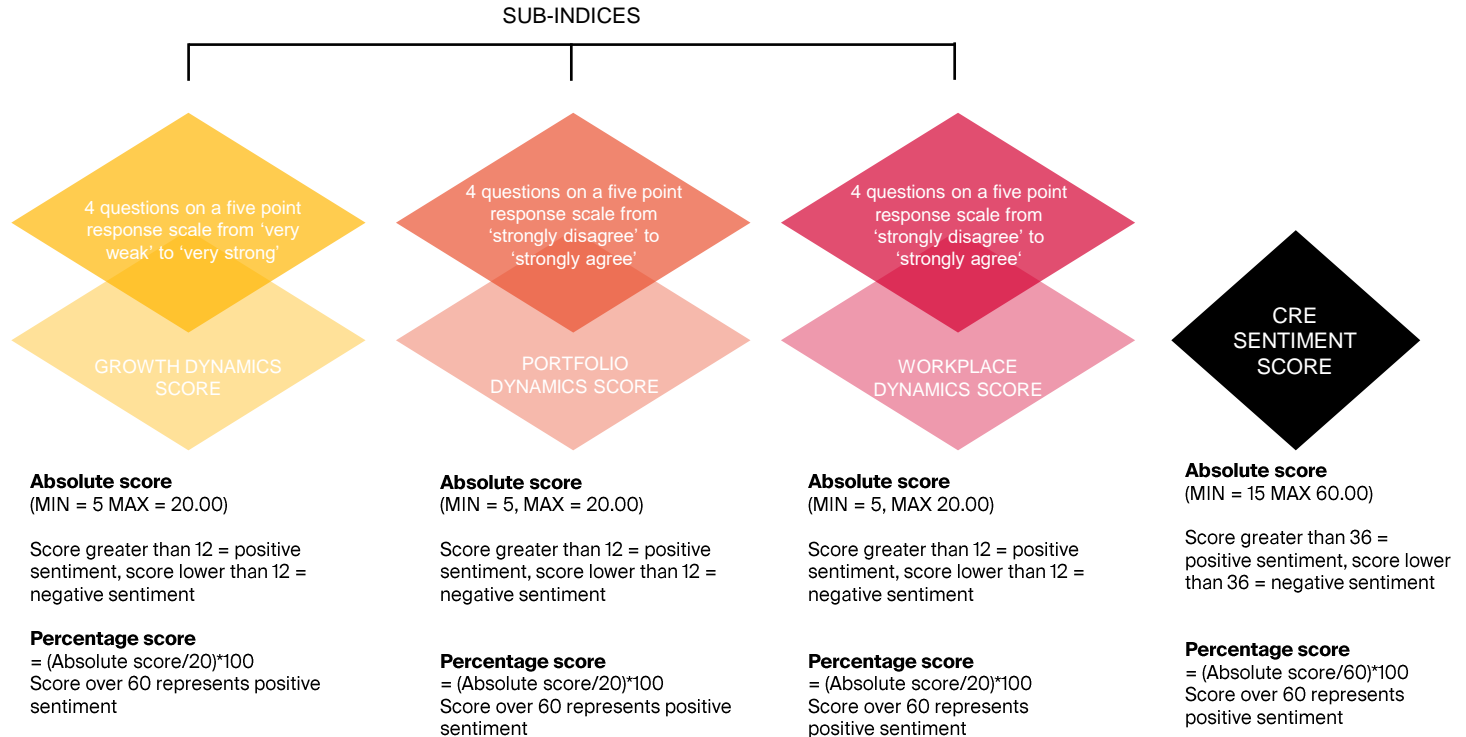 SUB-INDICES
4 questions on a five point
response scale from ‘very
weak’ to ‘very strong’
GROWTH DYNAMICS
SCORE
Absolute score
(MIN = 5 MAX = 20.00)
Score greater than 12 = positive
sentiment, score lower than 12 =
negative sentiment
Percentage score
= (Absolute score/20)*100
Score over 60 represents positive
sentiment
4 questions on a five point
response scale from
‘strongly disagree’ to
‘strongly agree’
PORTFOLIO
DYNAMICS SCORE
Absolute score
(MIN = 5, MAX = 20.00)
Score greater than 12 = positive
sentiment, score lower than 12 =
negative sentiment
Percentage score
= (Absolute score/20)*100
Score over 60 represents positive
sentiment
4 questions on a five point
response scale from
‘strongly disagree’ to
‘strongly agree‘
WORKPLACE
DYNAMICS SCORE
Absolute score
(MIN = 5, MAX 20.00)
Score greater than 12 = positive
sentiment, score lower than 12 =
negative sentiment
Percentage score
= (Absolute score/20)*100
Score over 60 represents
positive sentiment
CRE
SENTIMENT
SCORE
Absolute score
(MIN = 15 MAX 60.00)
Score greater than 36 =
positive sentiment, score lower
than 36 = negative sentiment
Percentage score
= (Absolute score/60)*100
Score over 60 represents
positive sentiment